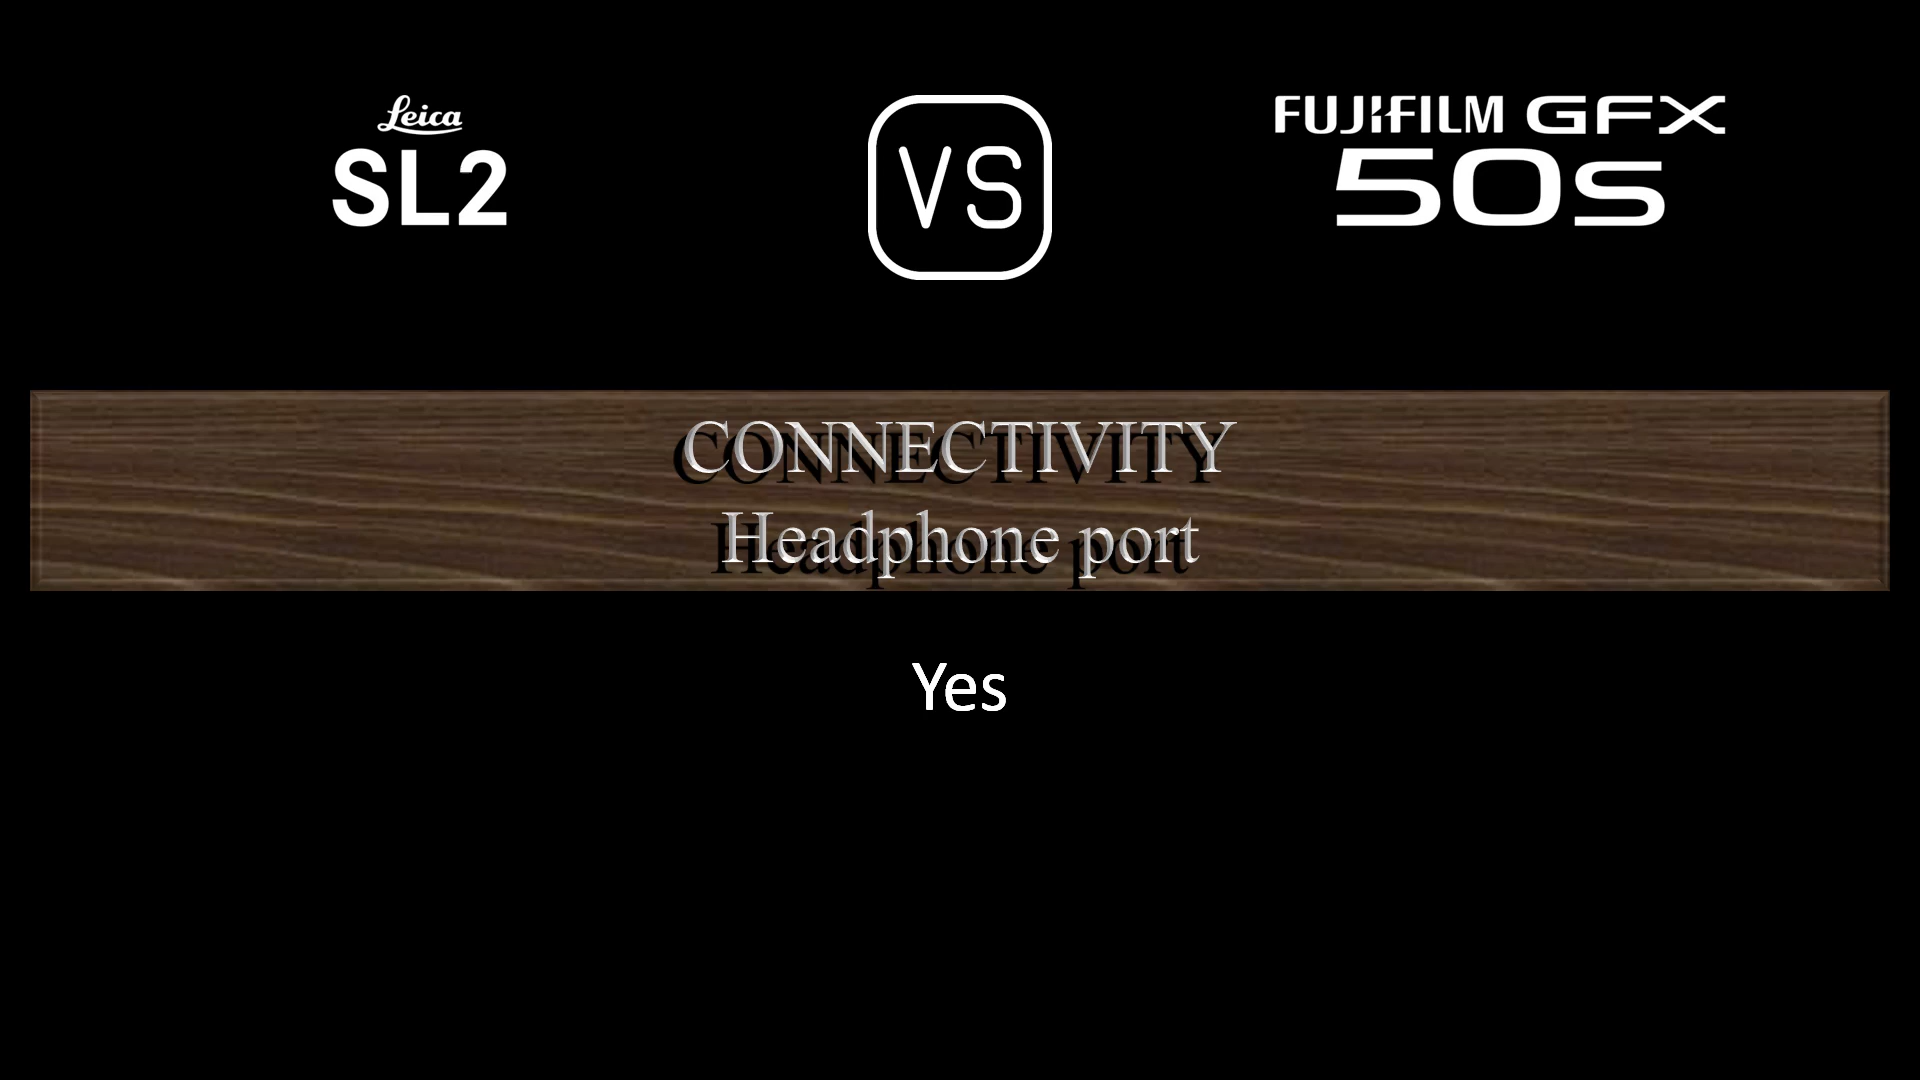 Leica
SL2
VS
FUJIFILM GFX
50s
CONNECTIVITY
Headphone port
Yes